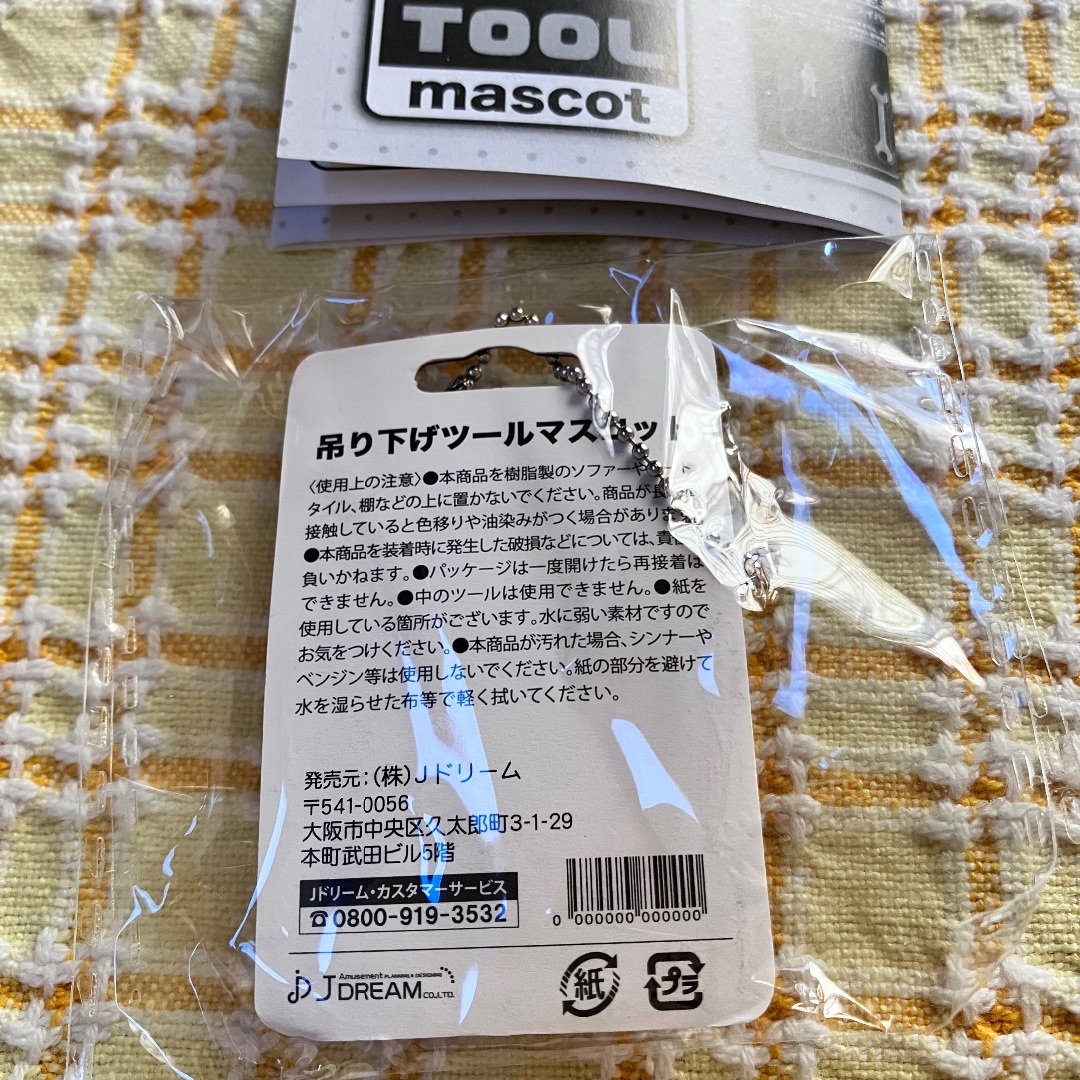 TOOL
mascot
吊り下げツールマスット
〈使用上の注意〉●本商品を樹脂製のソファーや
タイル、棚などの上に置かないでください。商品が長
接触していると色移りや油染みがつく場合があり
●本商品を装着時に発生した破損などについては、責
負いかねます。●パッケージは一度開けたら再接着は
できません。●中のツールは使用できません。●紙を
使用している箇所がございます。水に弱い素材ですので
お気をつけください。●本商品が汚れた場合、シンナーや
ベンジン等は使用しないでください。紙の部分を避けて
水を湿らせた布等で軽く拭いてください。
発売元:(株)Jドリーム
〒541-0056
大阪市中央区久太郎町3-1-29
本町武田ビル5階
Jドリーム・カスタマーサービス
☎0800-919-3532
0 000000 000000
Amusement PLANNING & DESIGNING
JDREAM CO.,LTD.
紙
プラ